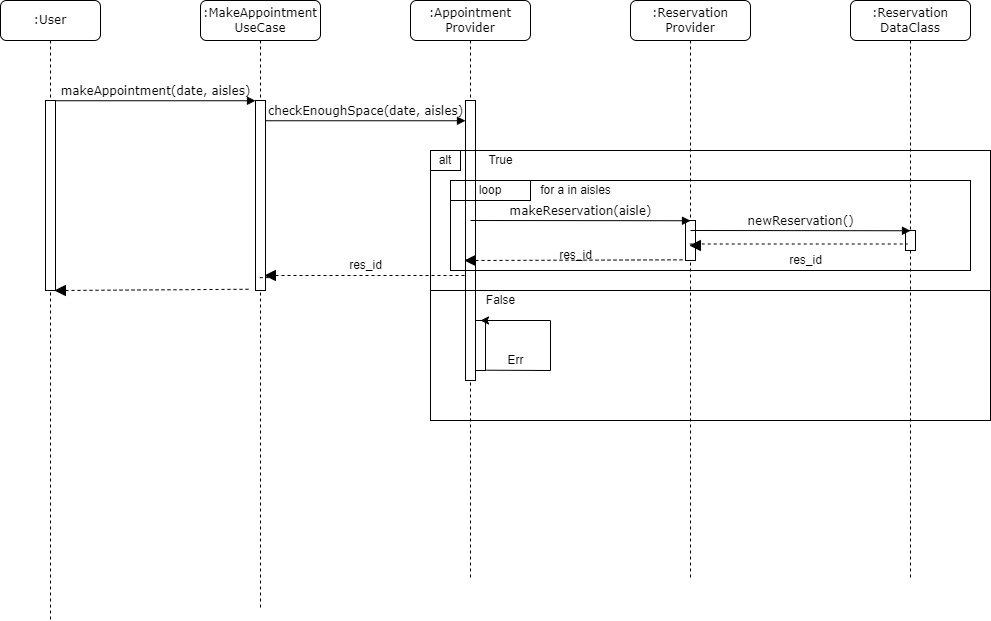 :User
:MakeAppointment
UseCase
:Appointment
Provider
:Reservation
Provider
:Reservation
DataClass
makeAppointment(date, aisles)
checkEnoughSpace(date, aisles)
alt
True
loop
for a in aisles
makeReservation(aisle)
newReservation()
res_id
res_id
res_id
False
Err